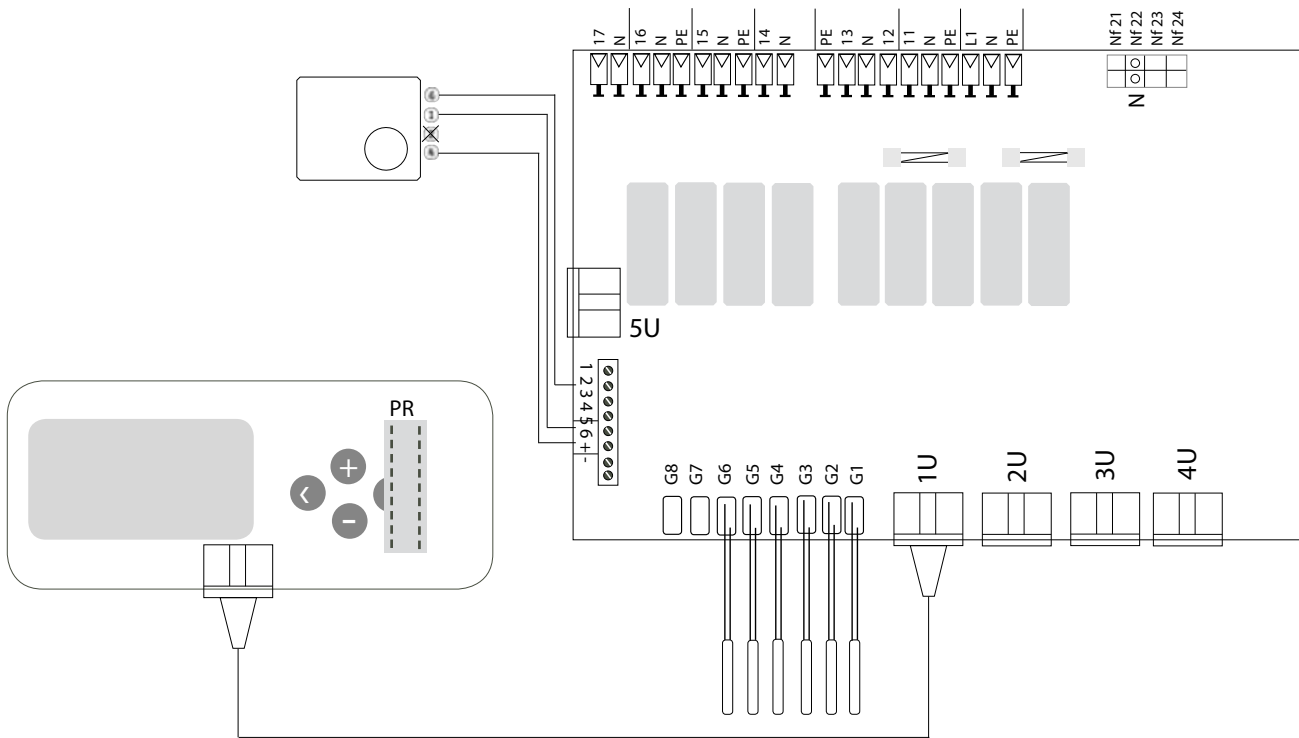 17 N 16 N PE 15 N PE 14 N PE 13 N 12 11 N PE L1 N PE
Nf 21
Nf 22
Nf 23
Nf 24
N
5U
1 2 3 4 5 6 + -
PR
G8 G7 G6 G5 G4 G3 G2 G1
1U 2U 3U 4U
+
-